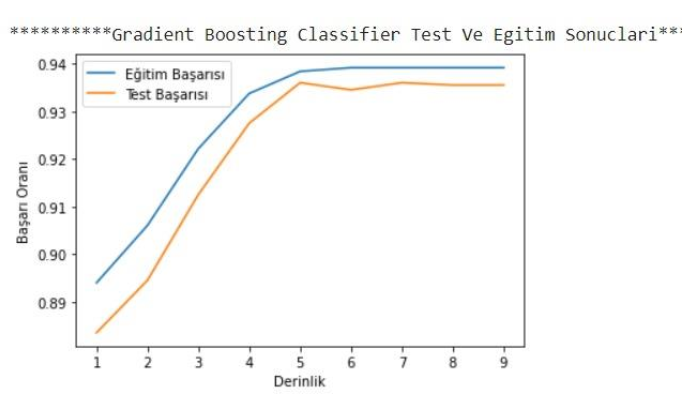 **********Gradient Boosting Classifier Test Ve Egitim Sonuclari***
0.94
0.93
0.92
0.91
0.90
0.89
Başarı Oranı
Eğitim Başarısı
Test Başarısı
1 2 3 4 5 6 7 8 9
Derinlik